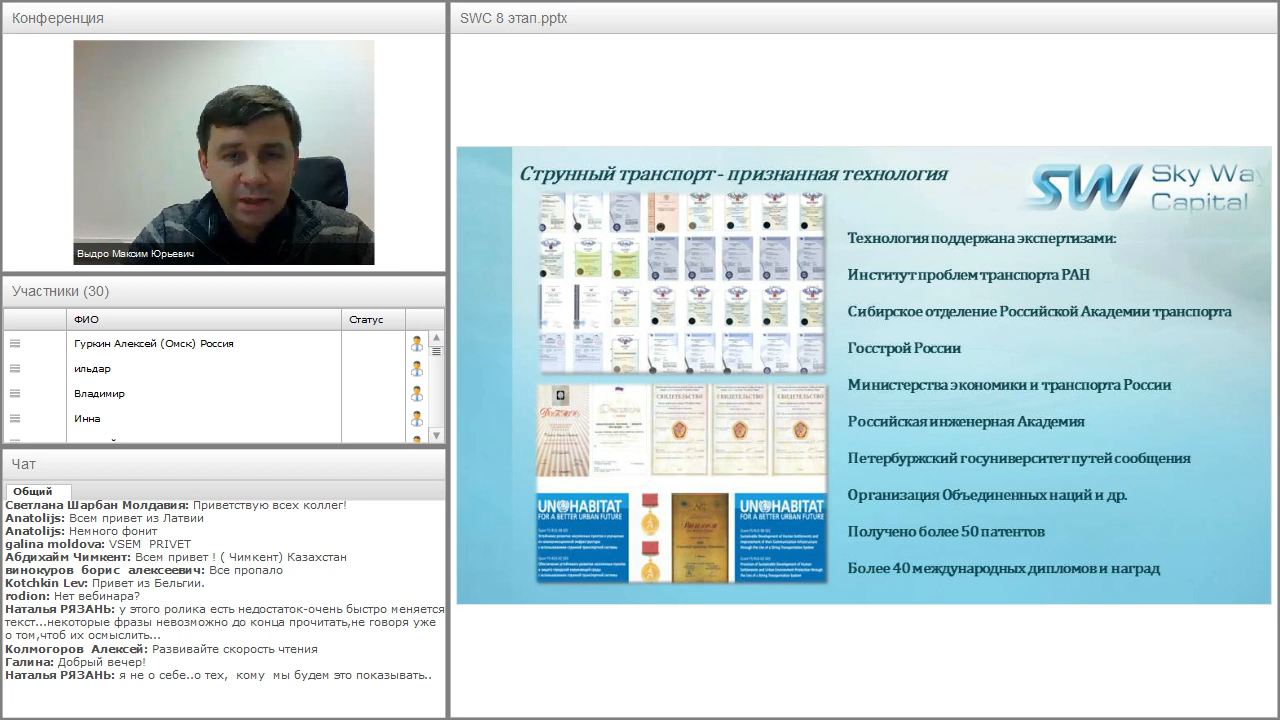 Конференция
Максим Юрьевич
Участники (30)
ФИО
Статус
Гуркин Алексей (Омск) Россия
ильдар
Владимир
Линда
Чат
Общий
Светлана Шарбан Молдавия: Приветствую всех коллег!
Anatolijs: Всем привет из Латвии
Anatolijs: Немного фонит
galina mudova: VSEM PRIVET
Абдижаппар агент: Всем привет ! ( Чимкент)казахстан
винокуров борис алексеевич: Все пропало
Kotchkin Lev: Привет из Бельгии.
rodion: Нет вебинара?
Наталья РЯЗАНЬ: у этого ролика есть недостаток-очень быстро меняется
текст...некоторые фразы невозможно до конца прочитать,не говоря уже
о том,чтоб их осмыслить...
Колмогоров Алексей: Развивайте скорость чтения
Галина: Добрый вечер!
Наталья РЯЗАНЬ: я не о себе..о тех, кому мы будем это показывать..
SWC 8 этап.pptx
Струнный транспорт - признанная технология
SW Sky Way
Capital
Технология поддержана экспертизами:
Институт проблем транспорта РАН
Сибирское отделение Российской Академии транспорта
Госстрой России
Министерства экономики и транспорта России
Российская инженерная Академия
Петербуржский госуниверситет путей сообщения
Организация Объединенных наций и др.
Получено более 50 патентов
Более 40 международных дипломов и наград
СВИДЕТЕЛЬСТВО
СВИДЕТЕЛЬСТВО
СВИДЕТЕЛЬСТВО
UN HABITAT
FOR A BETTER URBAN FUTURE
UN HABITAT
FOR A BETTER URBAN FUTURE